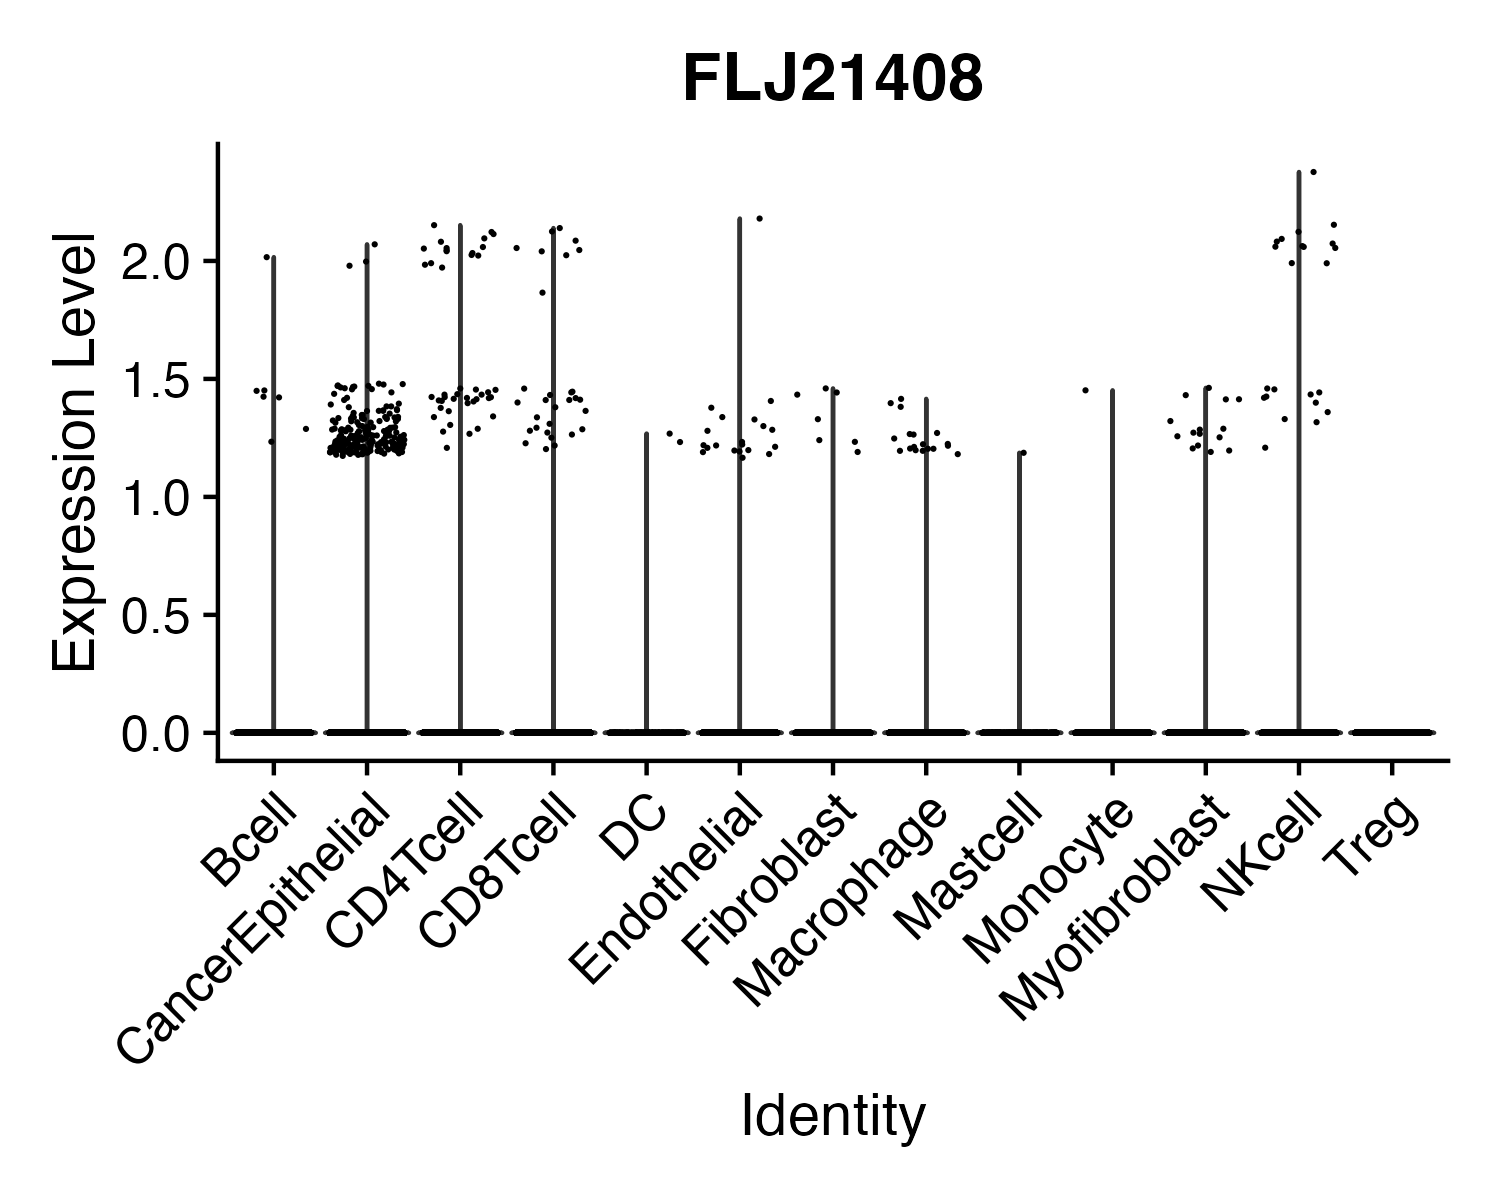 FLJ21408
Expression Level
2.0
1.5
1.0
0.5
0.0
Bcell
CancerEpithelial
CD4Tcell
CD8Tcell
DC
Endothelial
Fibroblast
Macrophage
Mastcell
Monocyte
Myofibroblast
NKcell
Treg
Identity